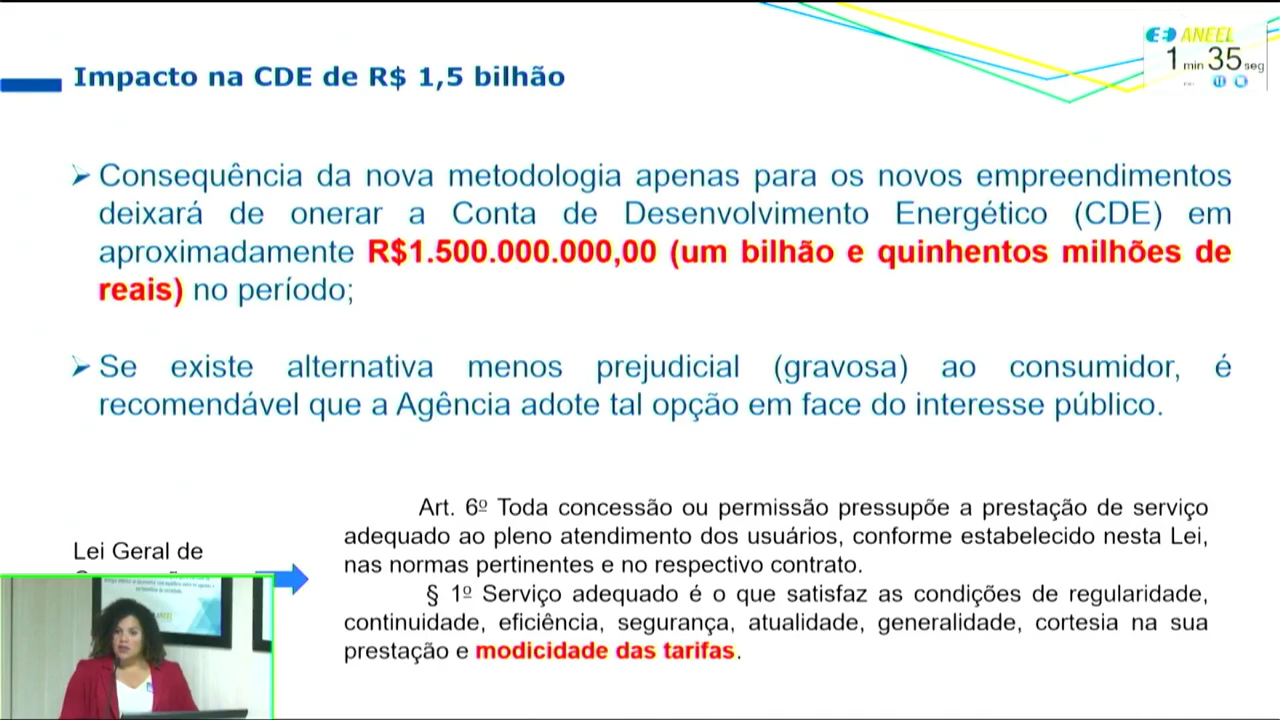 ANEEL
1 min 35 seg
Impacto na CDE de R$ 1,5 bilhão
Consequência da nova metodologia apenas para os novos empreendimentos
deixará de onerar a Conta de Desenvolvimento Energético (CDE) em
aproximadamente R$1.500.000.000,00 (um bilhão e quinhentos milhões de
reais) no período;
Se existe alternativa menos prejudicial (gravosa) ao consumidor, é
recomendável que a Agência adote tal opção em face do interesse público.
Lei Geral de
Art. 6º Toda concessão ou permissão pressupõe a prestação de serviço
adequado ao pleno atendimento dos usuários, conforme estabelecido nesta Lei,
nas normas pertinentes e no respectivo contrato.
§ 1º Serviço adequado é o que satisfaz as condições de regularidade,
continuidade, eficiência, segurança, atualidade, generalidade, cortesia na sua
prestação e modicidade das tarifas.